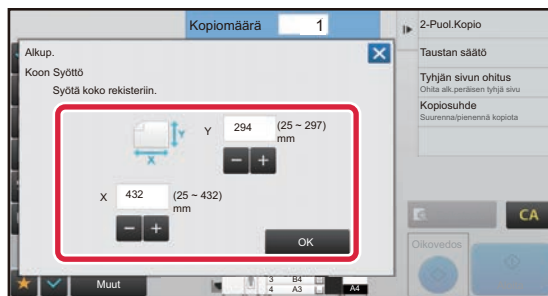 Kopiomäärä 1
2-Puol.Kopio
Taustan säätö
Tyhjän sivun ohitus
Ohita alk.peräisen tyhjä sivu
Kopiosuhde
Suurenna/pienennä kopiota
Alkup.
Koon Syöttö
Syötä koko rekisteriin.
Y
X
Y 294 (25 ~ 297)
mm
− +
X 432 (25 ~ 432)
mm
− +
OK
CA
Oikovedos
Muut
3 B4
4 A3
A4